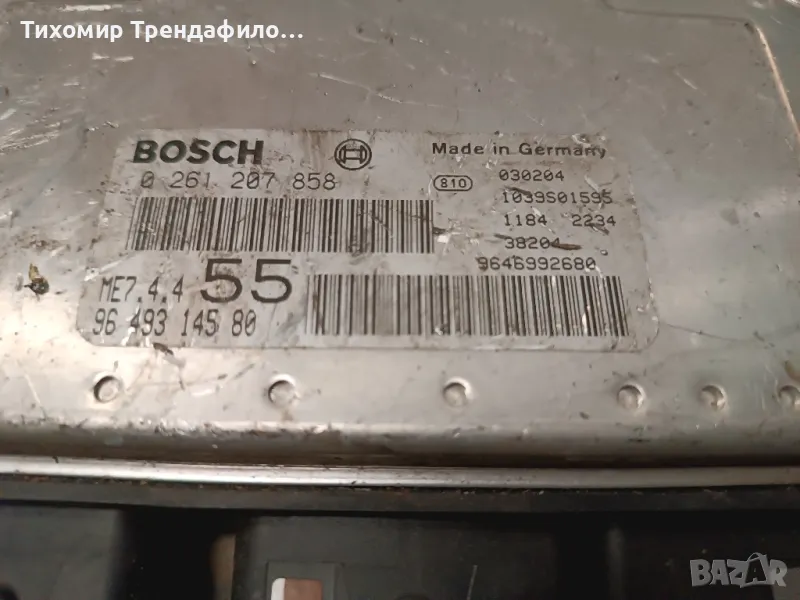 Тихомир Трендафило...
BOSCH
Made in Germany
0 261 207 858
810
030204
1039S01595
1184 2234
38204
9646992680
ME7.4.4
55
96 493 145 80
BAZAR